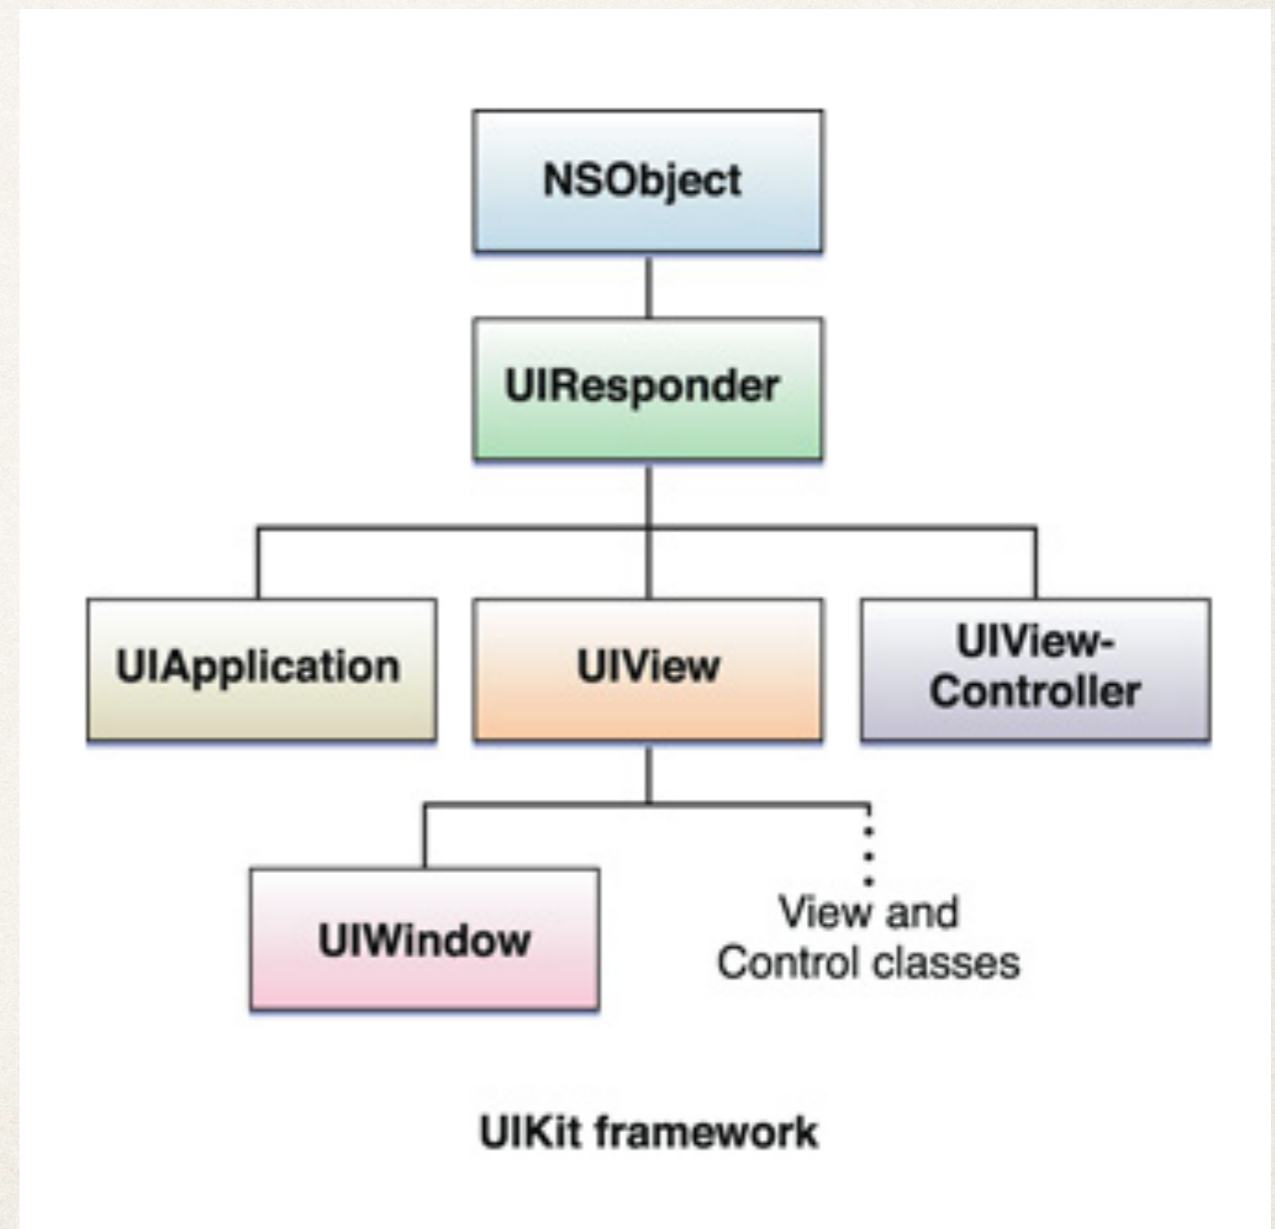 NSObject
UIResponder
UIApplication
UIView
UIView-
Controller
UIWindow
View and
Control classes
UIKit framework